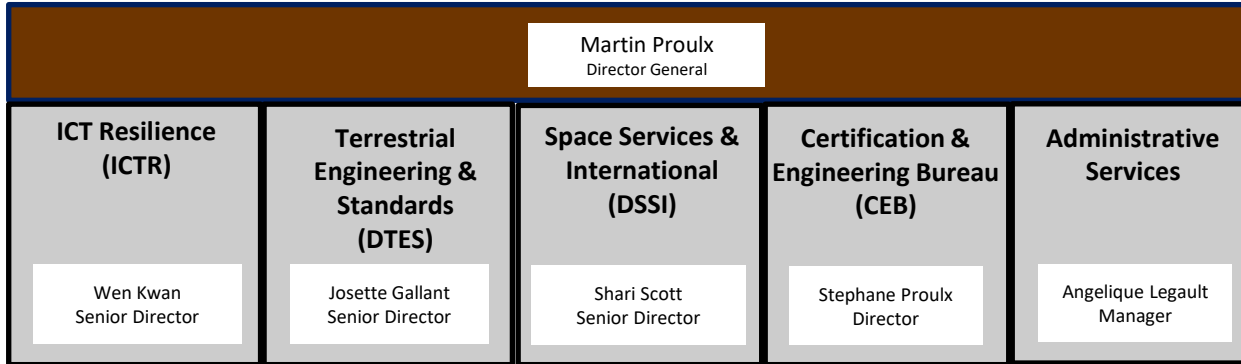 Martin Proulx
Director General
ICT Resilience
(ICTR)
Wen Kwan
Senior Director
Terrestrial
Engineering &
Standards
(DTES)
Josette Gallant
Senior Director
Space Services &
International
(DSSI)
Shari Scott
Senior Director
Certification &
Engineering Bureau
(CEB)
Stephane Proulx
Director
Administrative
Services
Angelique Legault
Manager